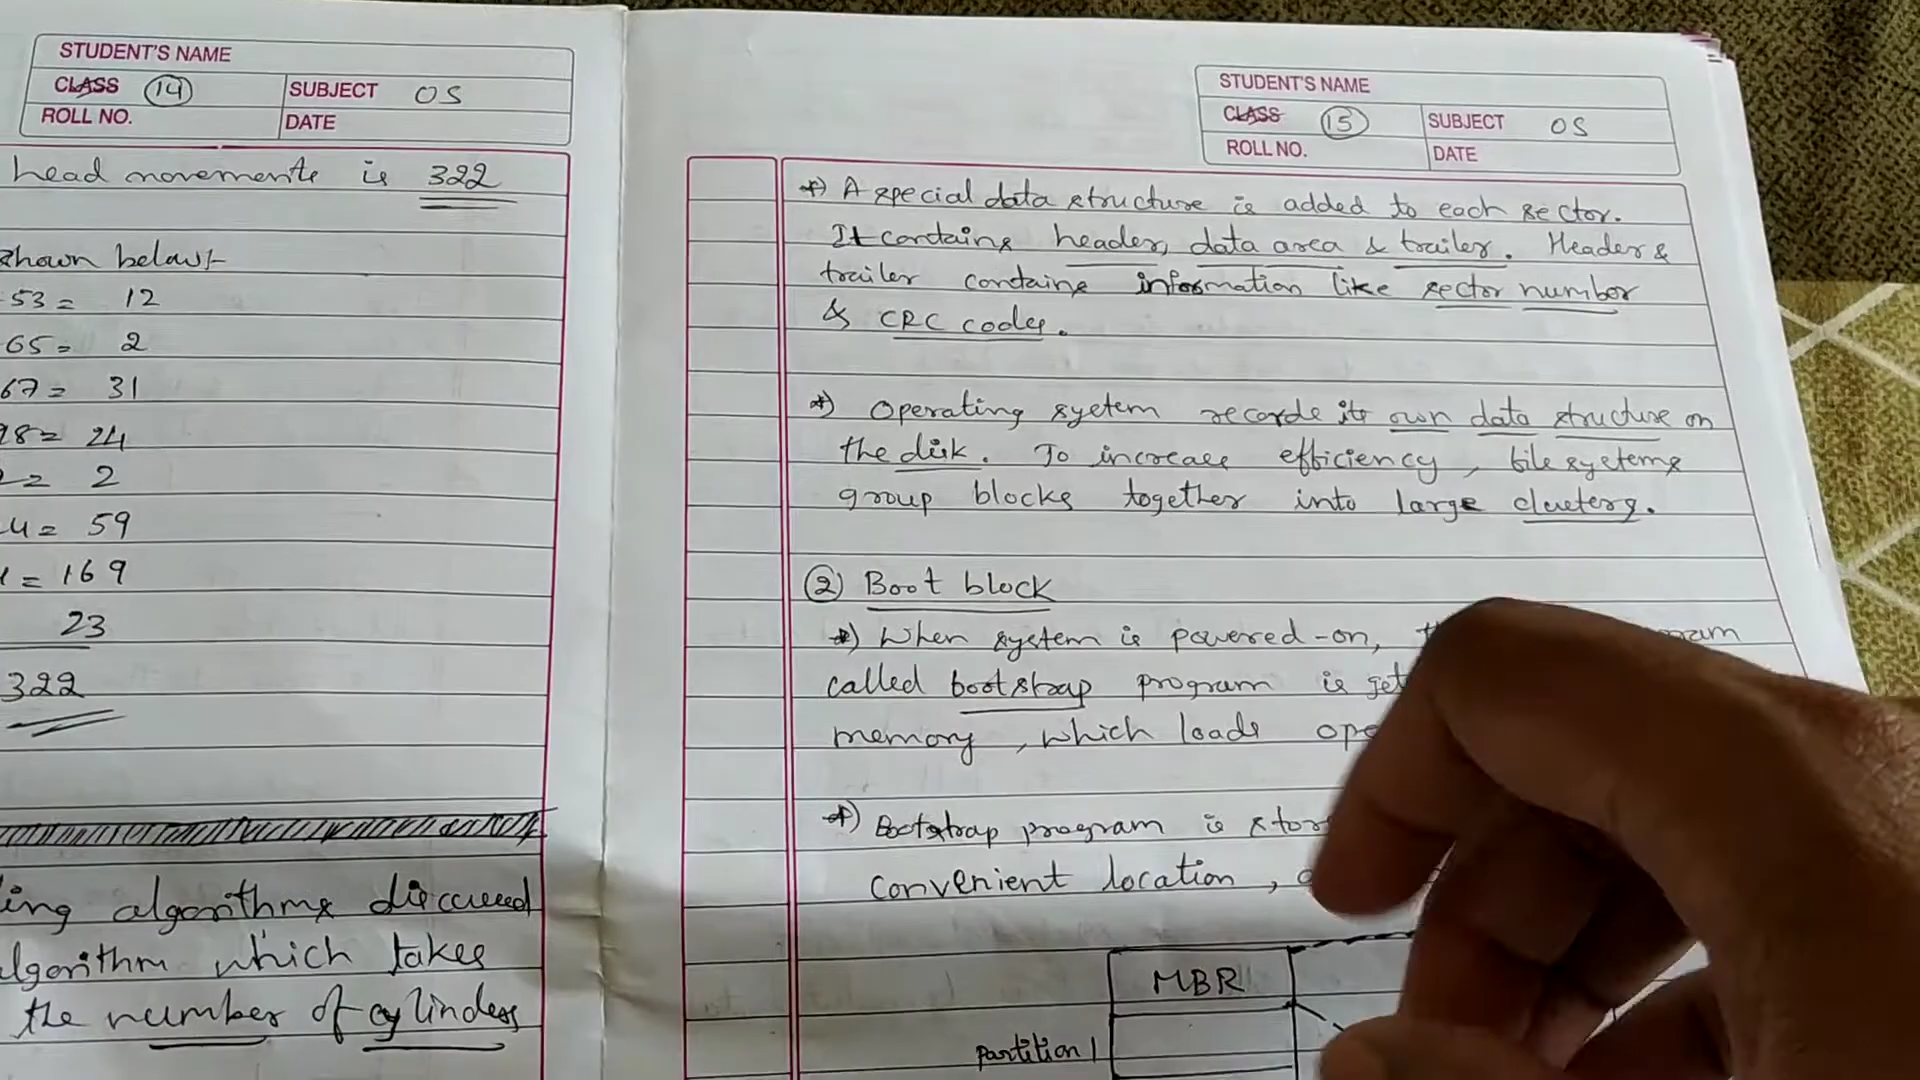 STUDENT'S NAME
CLASS 14 SUBJECT OS
ROLL NO. DATE
head movements is 322
shown below:-
53 = 12
65 = 2
67 = 31
98 = 24
= 2
= 59
= 169
23
322
ing algorithms discussed
algorithm which takes
the number of cylinders
STUDENT'S NAME
CLASS 15 SUBJECT OS
ROLL NO. DATE
*) A special data structure is added to each sector.
It contains header, data area & trailer. Header &
trailer contains information like sector number
& CRC codes.
*) Operating system records its own data structure on
the disk. To increase efficiency, file systems
group blocks together into large clusters.
② Boot block
*) When system is powered-on,
called bootstrap program is get
memory, which loads
*) Bootstrap program is
convenient location,
MBR
partition 1